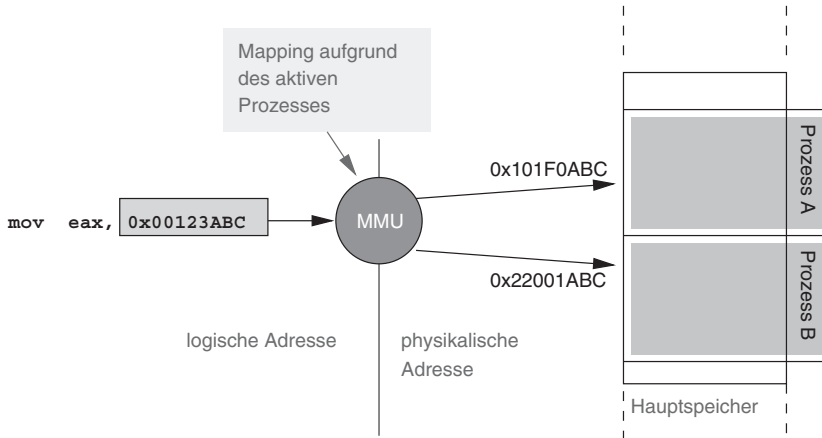 Mapping aufgrund
des aktiven
Prozesses
mov eax, 0x00123ABC
MMU
0x101F0ABC
0x22001ABC
Prozess A
Prozess B
logische Adresse
physikalische
Adresse
Hauptspeicher